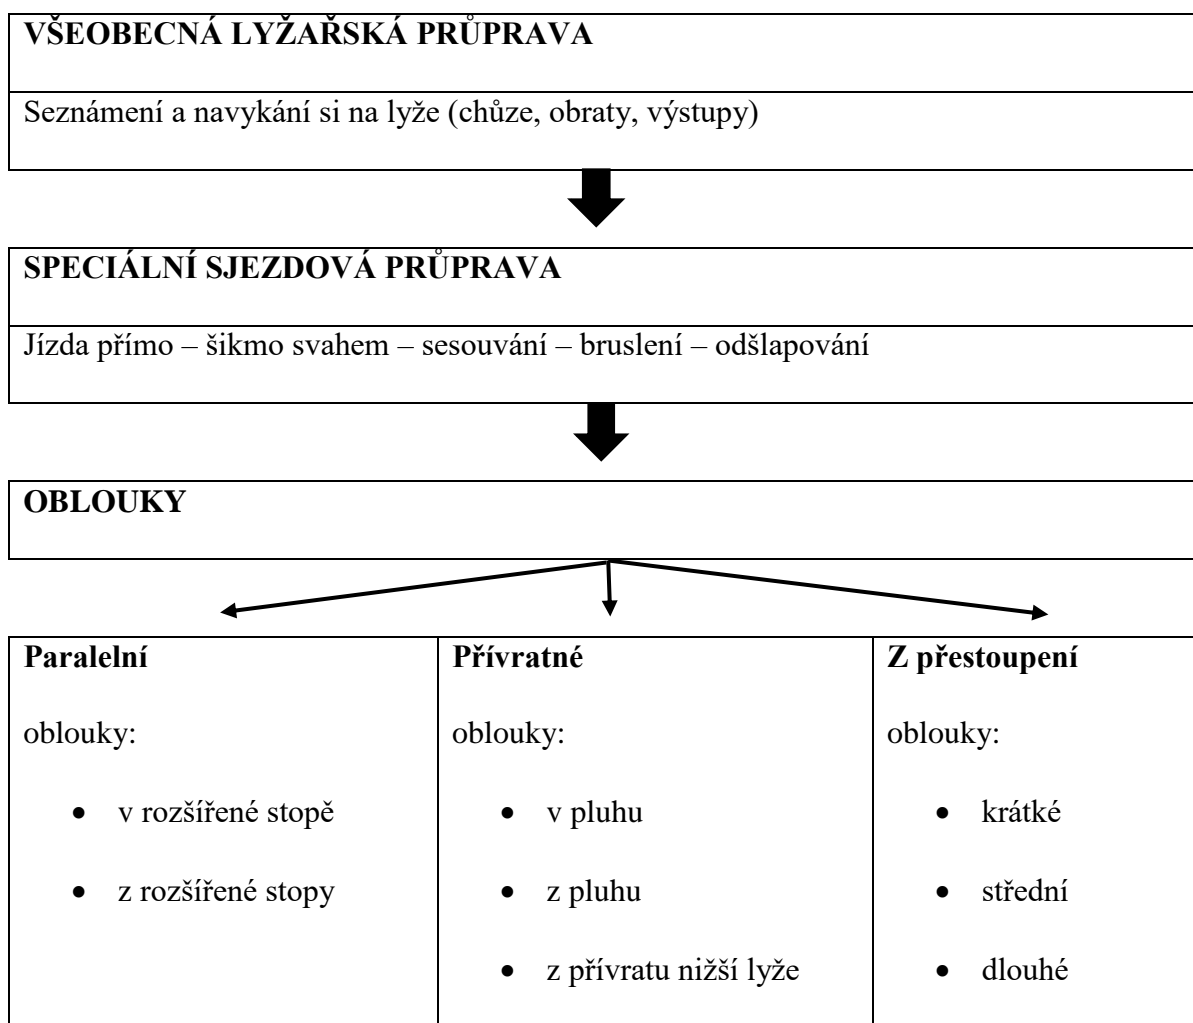 VŠEOBECNÁ LYŽAŘSKÁ PRŮPRAVA
Seznámení a navykání si na lyže (chůze, obraty, výstupy)
SPECIÁLNÍ SJEZDOVÁ PRŮPRAVA
Jízda přímo – šikmo svahem – sesouvání – bruslení – odšlapování
OBLOUKY
Paralelní
oblouky:
• v rozšířené stopě
• z rozšířené stopy
Přívratné
oblouky:
• v pluhu
• z pluhu
• z přívratu nižší lyže
Z přestoupení
oblouky:
• krátké
• střední
• dlouhé